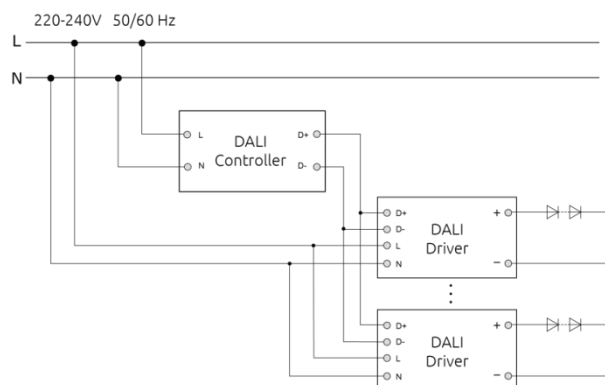 220-240V 50/60 Hz
L
N
L
DALI
Controller
D+
N
D-
D+
D-
L
N
DALI
Driver
+
−
D+
D-
L
N
DALI
Driver
+
−